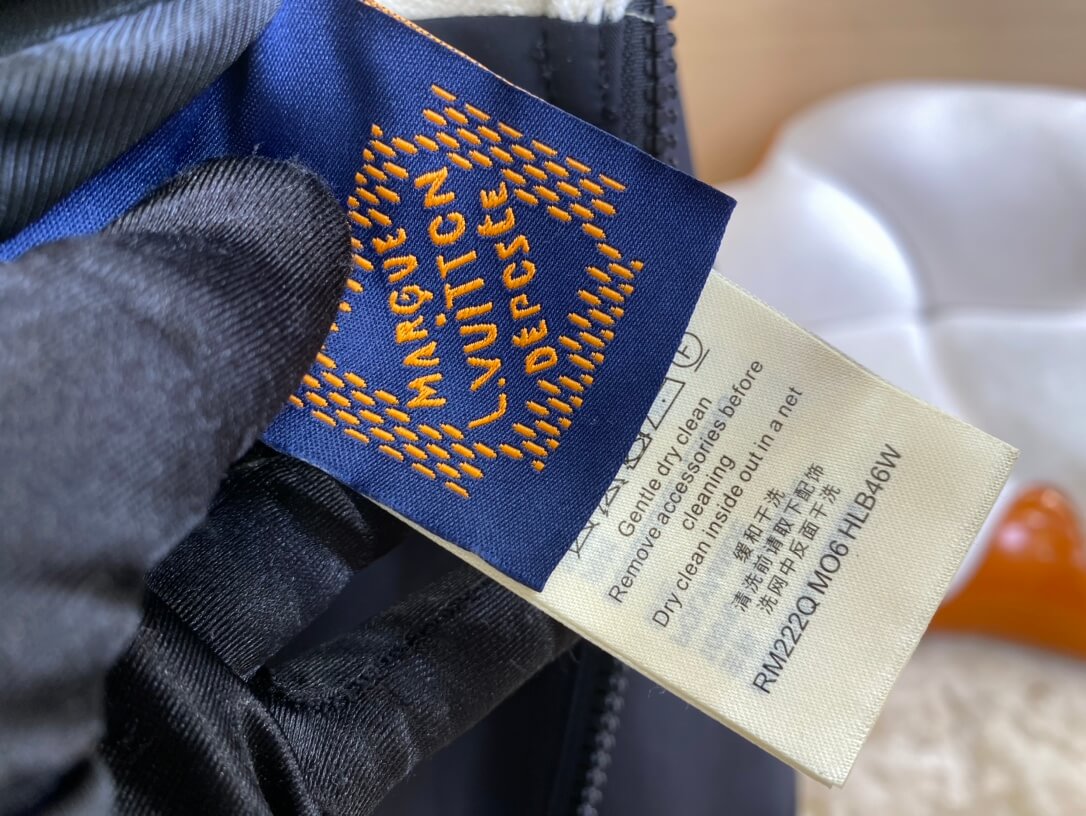 MARQUE
L.VUITTON
DEPOSÉE
F
Gentle dry clean
Remove accessories before
cleaning
Dry clean inside out in a net
缓和干洗
清洗前请取下配饰
洗网中反面干洗
RM222Q MO6 HLB46W